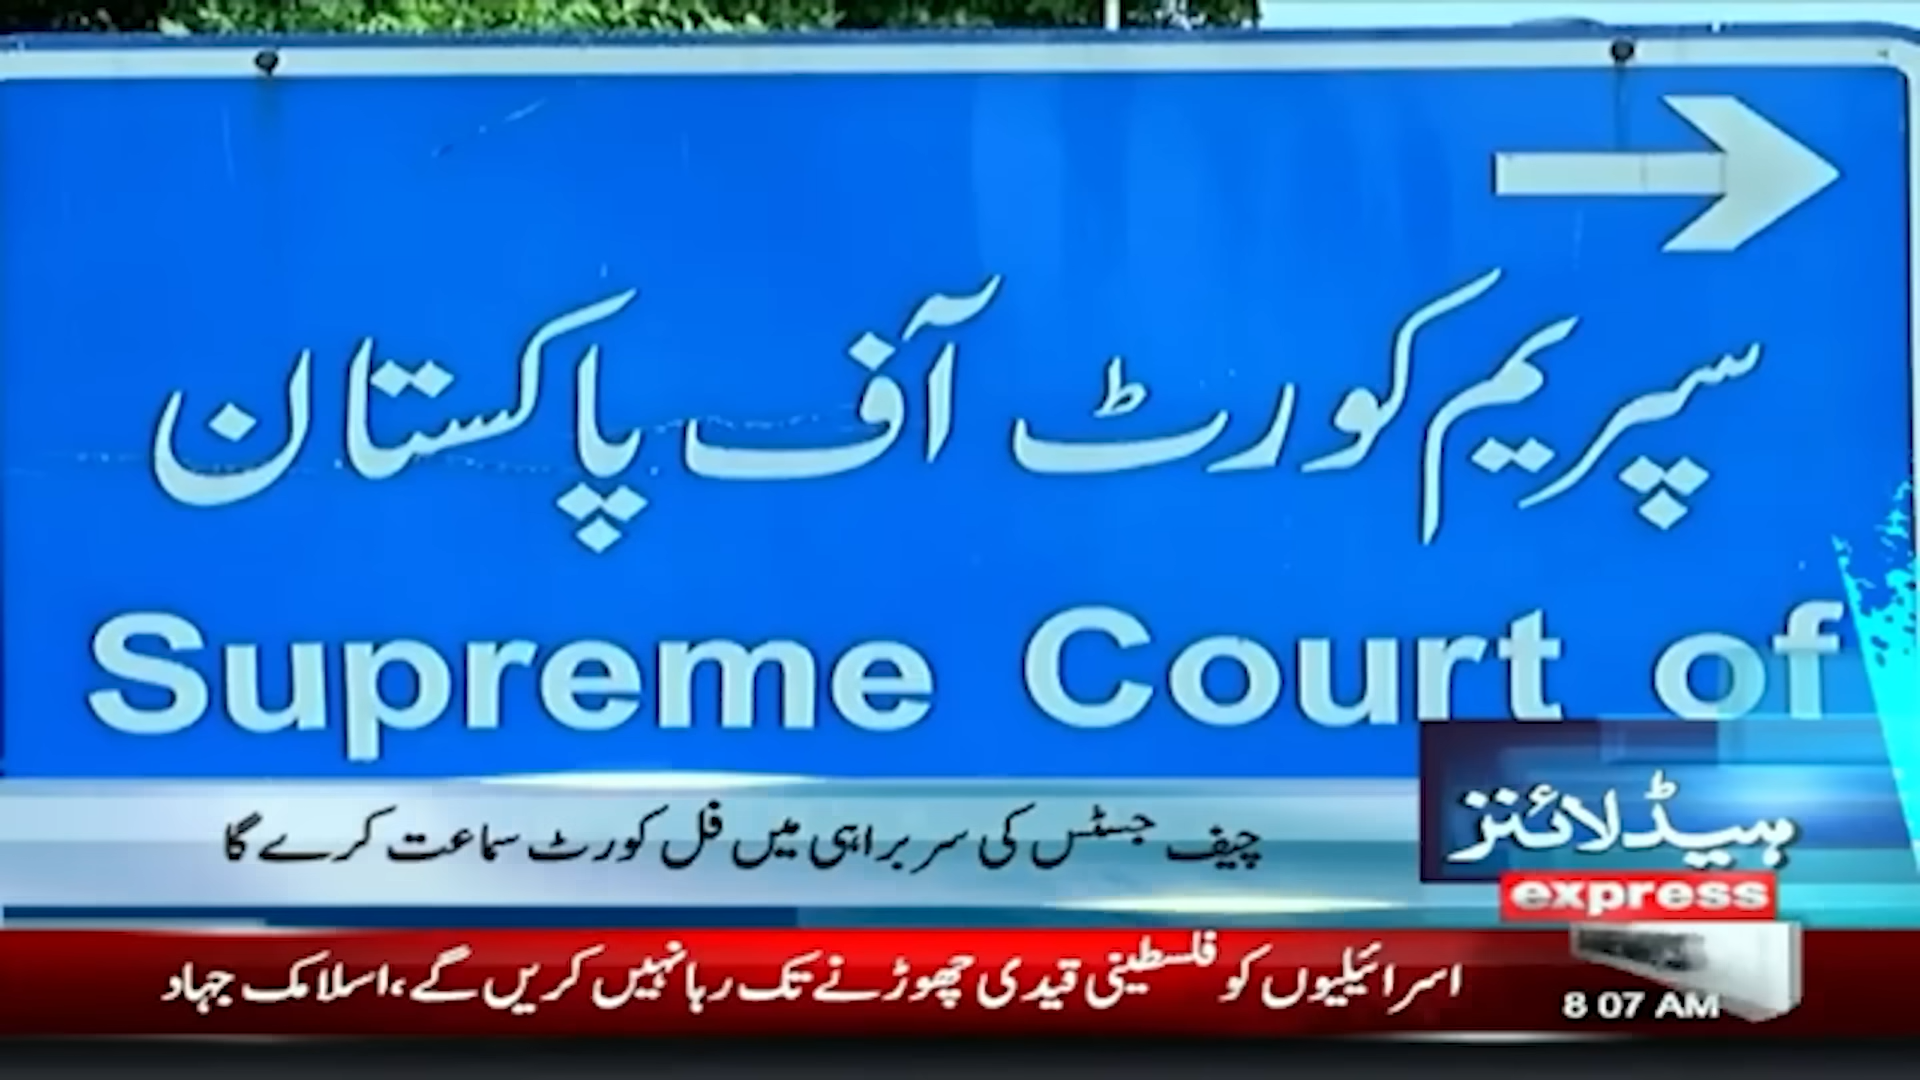 سپریم کورٹ آف پاکستان
Supreme Court of
ہیڈلائنز
چیف جسٹس کی سربراہی میں فل کورٹ سماعت کرے گا
express
اسرائیلیوں کو فلسطینی قیدی چھوڑنے تک رہا نہیں کریں گے، اسلامک جہاد
8 07 AM